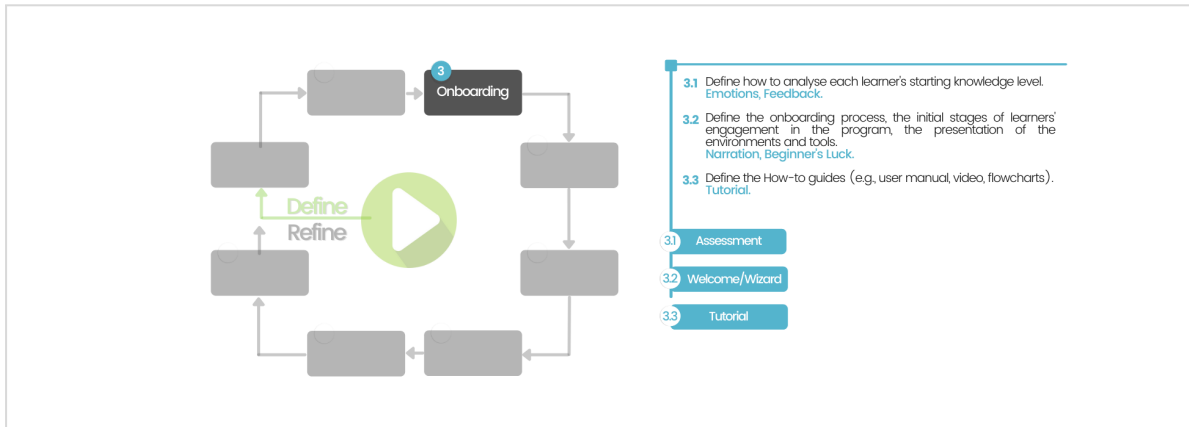 3
Onboarding
Define
Refine
3.1 Define how to analyse each learner's starting knowledge level.
Emotions, Feedback.
3.2 Define the onboarding process, the initial stages of learners'
engagement in the program, the presentation of the
environments and tools.
Narration, Beginner's Luck.
3.3 Define the How-to guides (e.g., user manual, video, flowcharts).
Tutorial.
3.1 Assessment
3.2 Welcome/Wizard
3.3 Tutorial